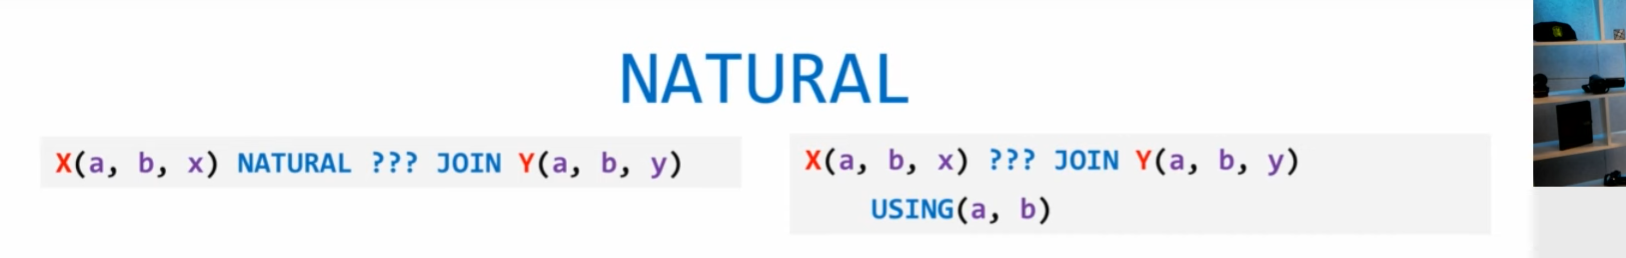 NATURAL
X(a, b, x) NATURAL ??? JOIN Y(a, b, y)
X(a, b, x) ??? JOIN Y(a, b, y)
USING(a, b)